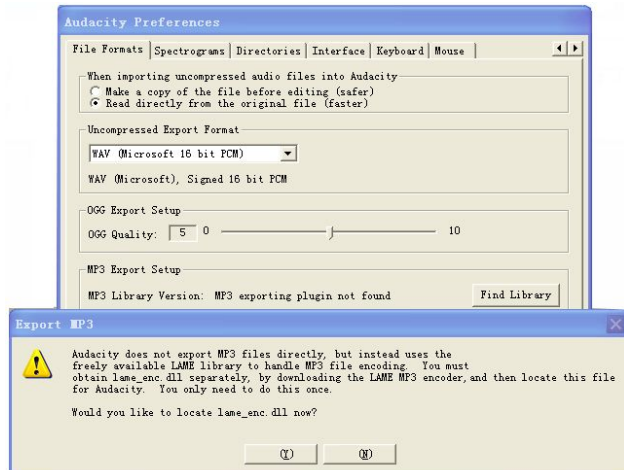 Audacity Preferences
File Formats Spectrograms Directories Interface Keyboard Mouse
When importing uncompressed audio files into Audacity
Make a copy of the file before editing (safer)
Read directly from the original file (faster)
Uncompressed Export Format
WAV (Microsoft 16 bit PCM)
WAV (Microsoft), Signed 16 bit PCM
OGG Export Setup
OGG Quality: 5 0 10
MP3 Export Setup
MP3 Library Version: MP3 exporting plugin not found Find Library
Export MP3
Audacity does not export MP3 files directly, but instead uses the
freely available LAME library to handle MP3 file encoding. You must
obtain lame_enc.dll separately, by downloading the LAME MP3 encoder, and then locate this file
for Audacity. You only need to do this once.
Would you like to locate lame_enc.dll now?
(Y) (N)